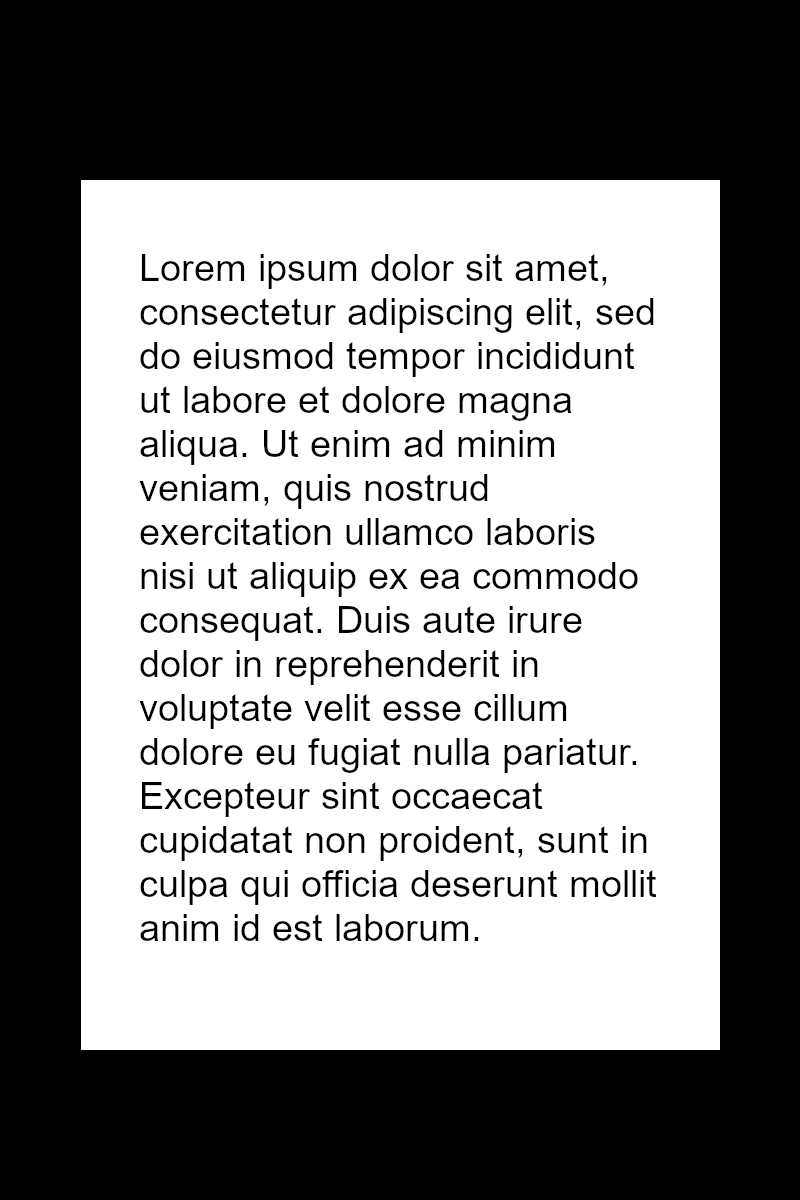 Lorem ipsum dolor sit amet,
consectetur adipiscing elit, sed
do eiusmod tempor incididunt
ut labore et dolore magna
aliqua. Ut enim ad minim
veniam, quis nostrud
exercitation ullamco laboris
nisi ut aliquip ex ea commodo
consequat. Duis aute irure
dolor in reprehenderit in
voluptate velit esse cillum
dolore eu fugiat nulla pariatur.
Excepteur sint occaecat
cupidatat non proident, sunt in
culpa qui officia deserunt mollit
anim id est laborum.